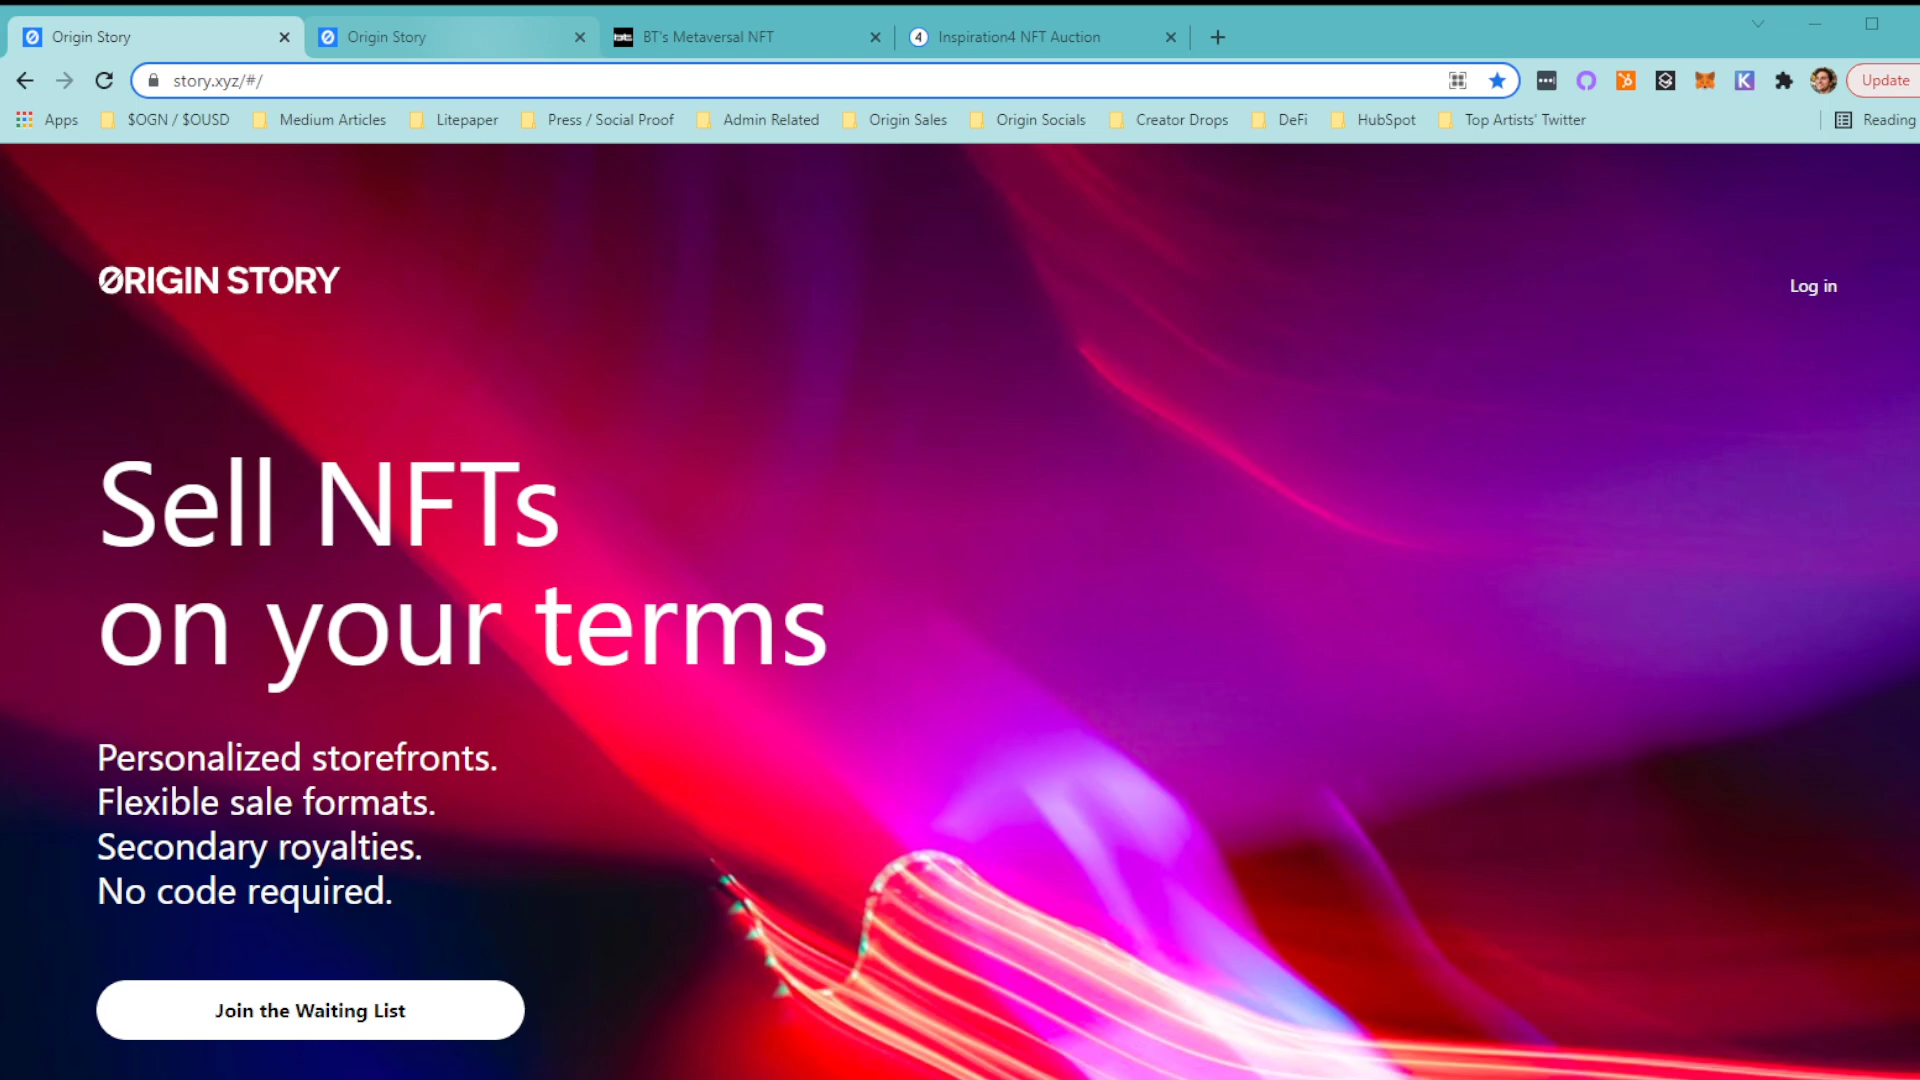 Origin Story
Origin Story
BT's Metaversal NFT
4 Inspiration4 NFT Auction
story.xyz/#/
K
Update
Apps
$OGN / $OUSD
Medium Articles
Litepaper
Press / Social Proof
Admin Related
Origin Sales
Origin Socials
Creator Drops
DeFi
HubSpot
Top Artists' Twitter
Reading
ORIGIN STORY
Log in
Sell NFTs
on your terms
Personalized storefronts.
Flexible sale formats.
Secondary royalties.
No code required.
Join the Waiting List